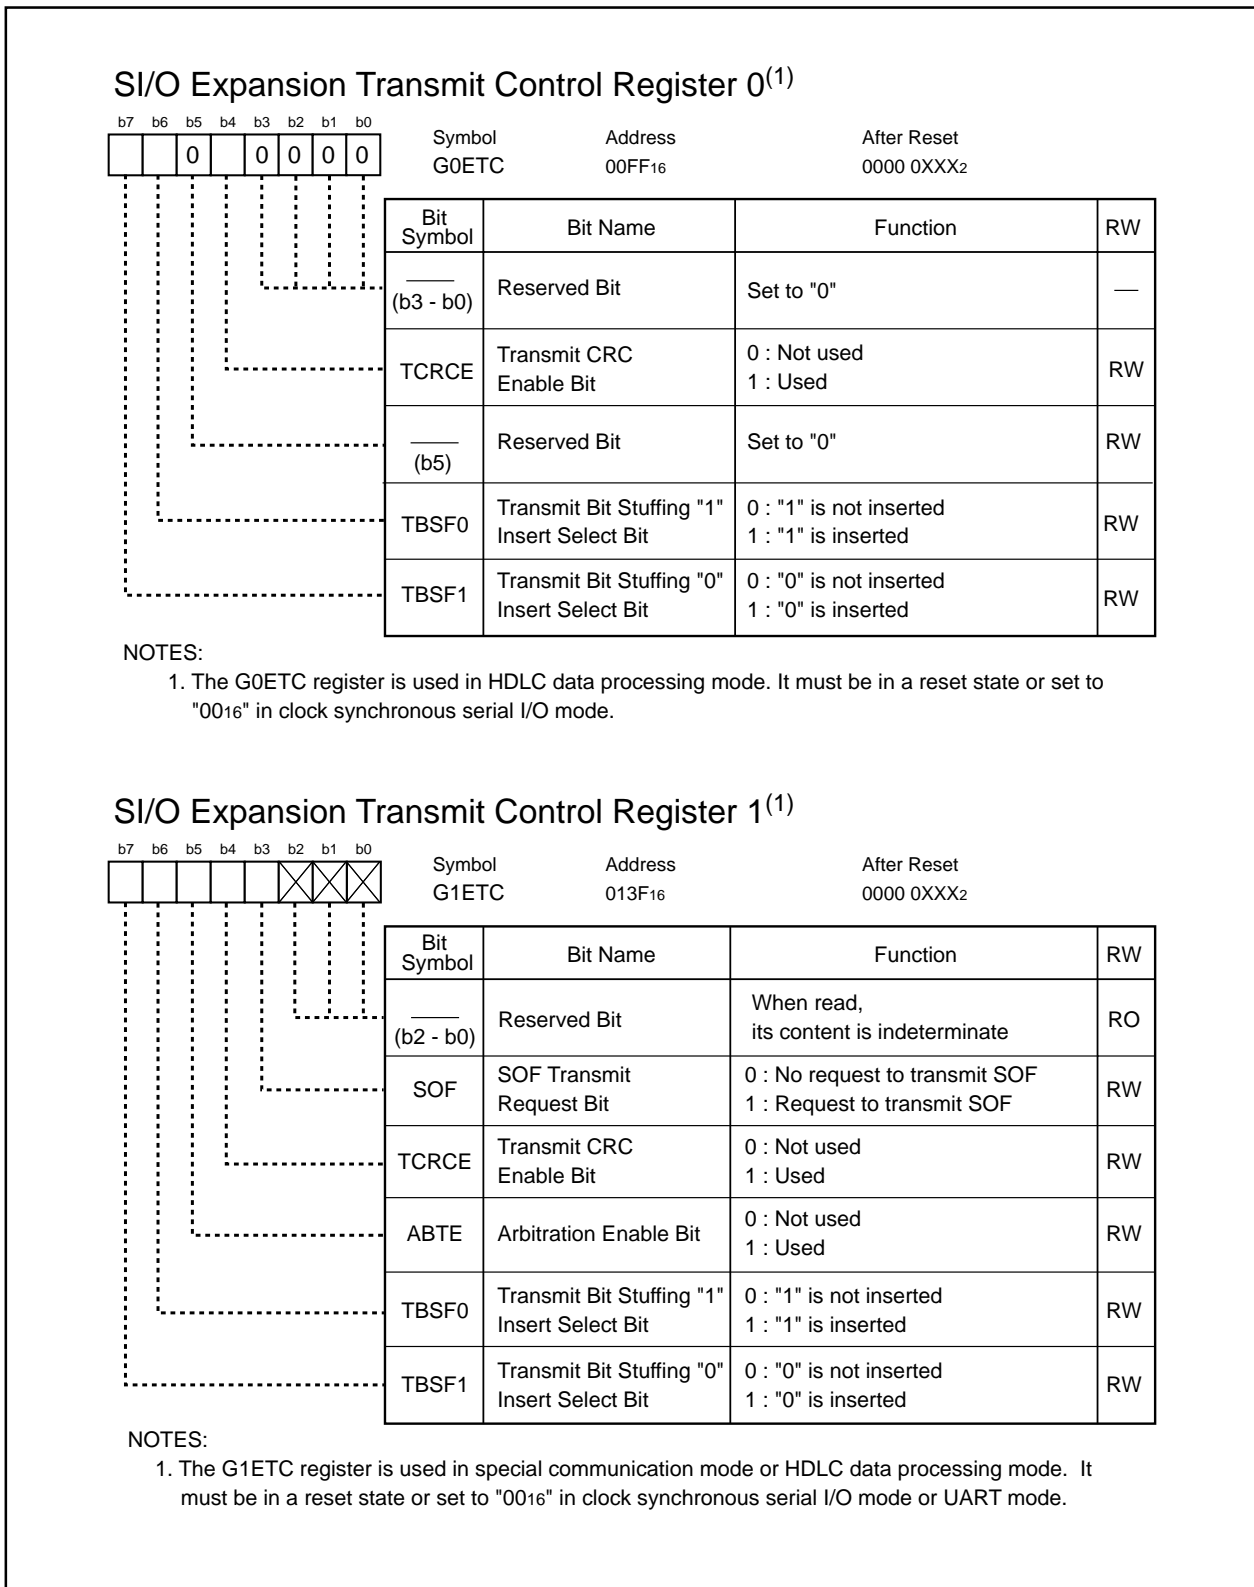 SI/O Expansion Transmit Control Register 0(1)
b7 b6 b5 b4 b3 b2 b1 b0
0 0 0 0 0
Symbol Address After Reset
G0ETC 00FF16 0000 0XXX2
Bit Symbol Bit Name Function RW
(b3 - b0) Reserved Bit Set to "0" —
TCRCE Transmit CRC Enable Bit 0 : Not used 1 : Used RW
(b5) Reserved Bit Set to "0" RW
TBSF0 Transmit Bit Stuffing "1" Insert Select Bit 0 : "1" is not inserted 1 : "1" is inserted RW
TBSF1 Transmit Bit Stuffing "0" Insert Select Bit 0 : "0" is not inserted 1 : "0" is inserted RW
NOTES:
1. The G0ETC register is used in HDLC data processing mode. It must be in a reset state or set to
"0016" in clock synchronous serial I/O mode.
SI/O Expansion Transmit Control Register 1(1)
b7 b6 b5 b4 b3 b2 b1 b0
Symbol Address After Reset
G1ETC 013F16 0000 0XXX2
Bit Symbol Bit Name Function RW
(b2 - b0) Reserved Bit When read, its content is indeterminate RO
SOF SOF Transmit Request Bit 0 : No request to transmit SOF 1 : Request to transmit SOF RW
TCRCE Transmit CRC Enable Bit 0 : Not used 1 : Used RW
ABTE Arbitration Enable Bit 0 : Not used 1 : Used RW
TBSF0 Transmit Bit Stuffing "1" Insert Select Bit 0 : "1" is not inserted 1 : "1" is inserted RW
TBSF1 Transmit Bit Stuffing "0" Insert Select Bit 0 : "0" is not inserted 1 : "0" is inserted RW
NOTES:
1. The G1ETC register is used in special communication mode or HDLC data processing mode. It
must be in a reset state or set to "0016" in clock synchronous serial I/O mode or UART mode.